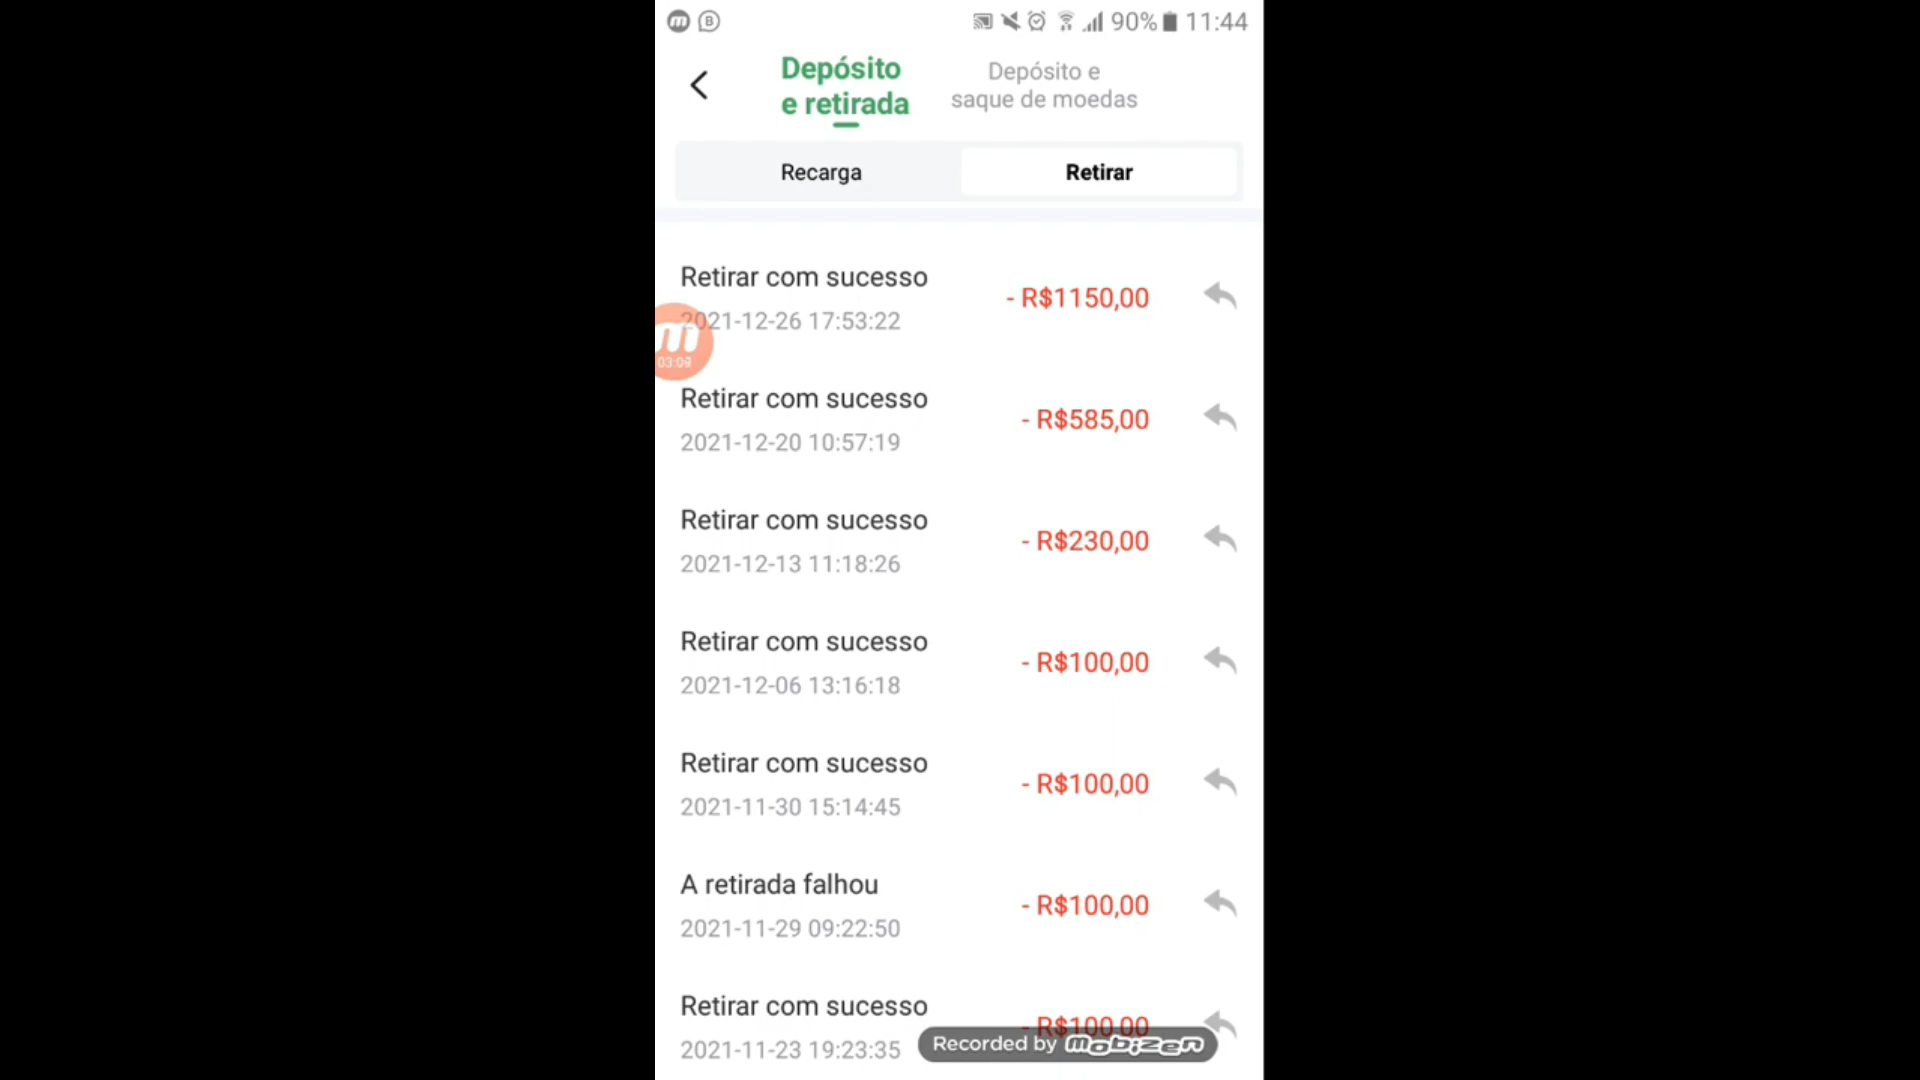 90% 11:44
Depósito
e retirada
Depósito e
saque de moedas
Recarga
Retirar
Retirar com sucesso
- R$1150,00
2021-12-26 17:53:22
m
03:09
Retirar com sucesso
- R$585,00
2021-12-20 10:57:19
Retirar com sucesso
- R$230,00
2021-12-13 11:18:26
Retirar com sucesso
- R$100,00
2021-12-06 13:16:18
Retirar com sucesso
- R$100,00
2021-11-30 15:14:45
A retirada falhou
- R$100,00
2021-11-29 09:22:50
Retirar com sucesso
- R$100,00
2021-11-23 19:23:35
Recorded by mobizen